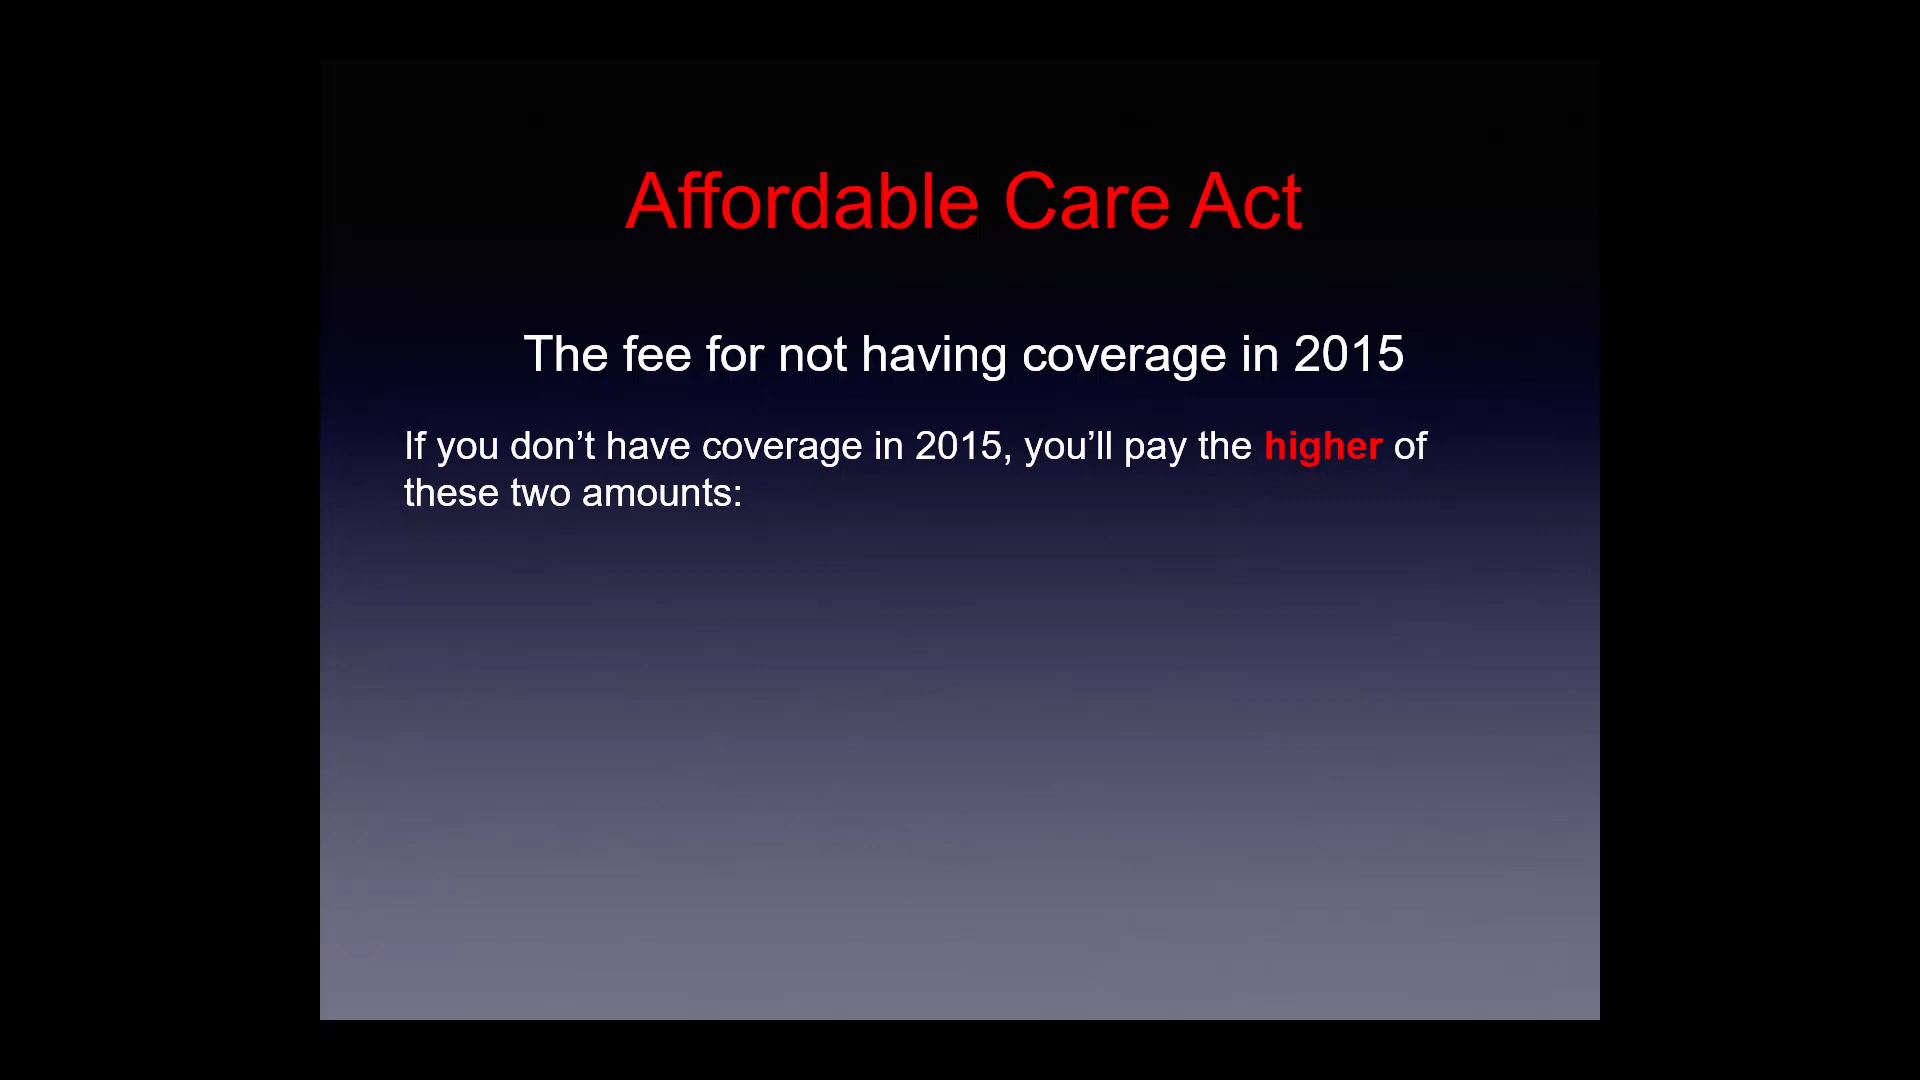 Affordable Care Act
The fee for not having coverage in 2015
If you don’t have coverage in 2015, you’ll pay the higher of
these two amounts: